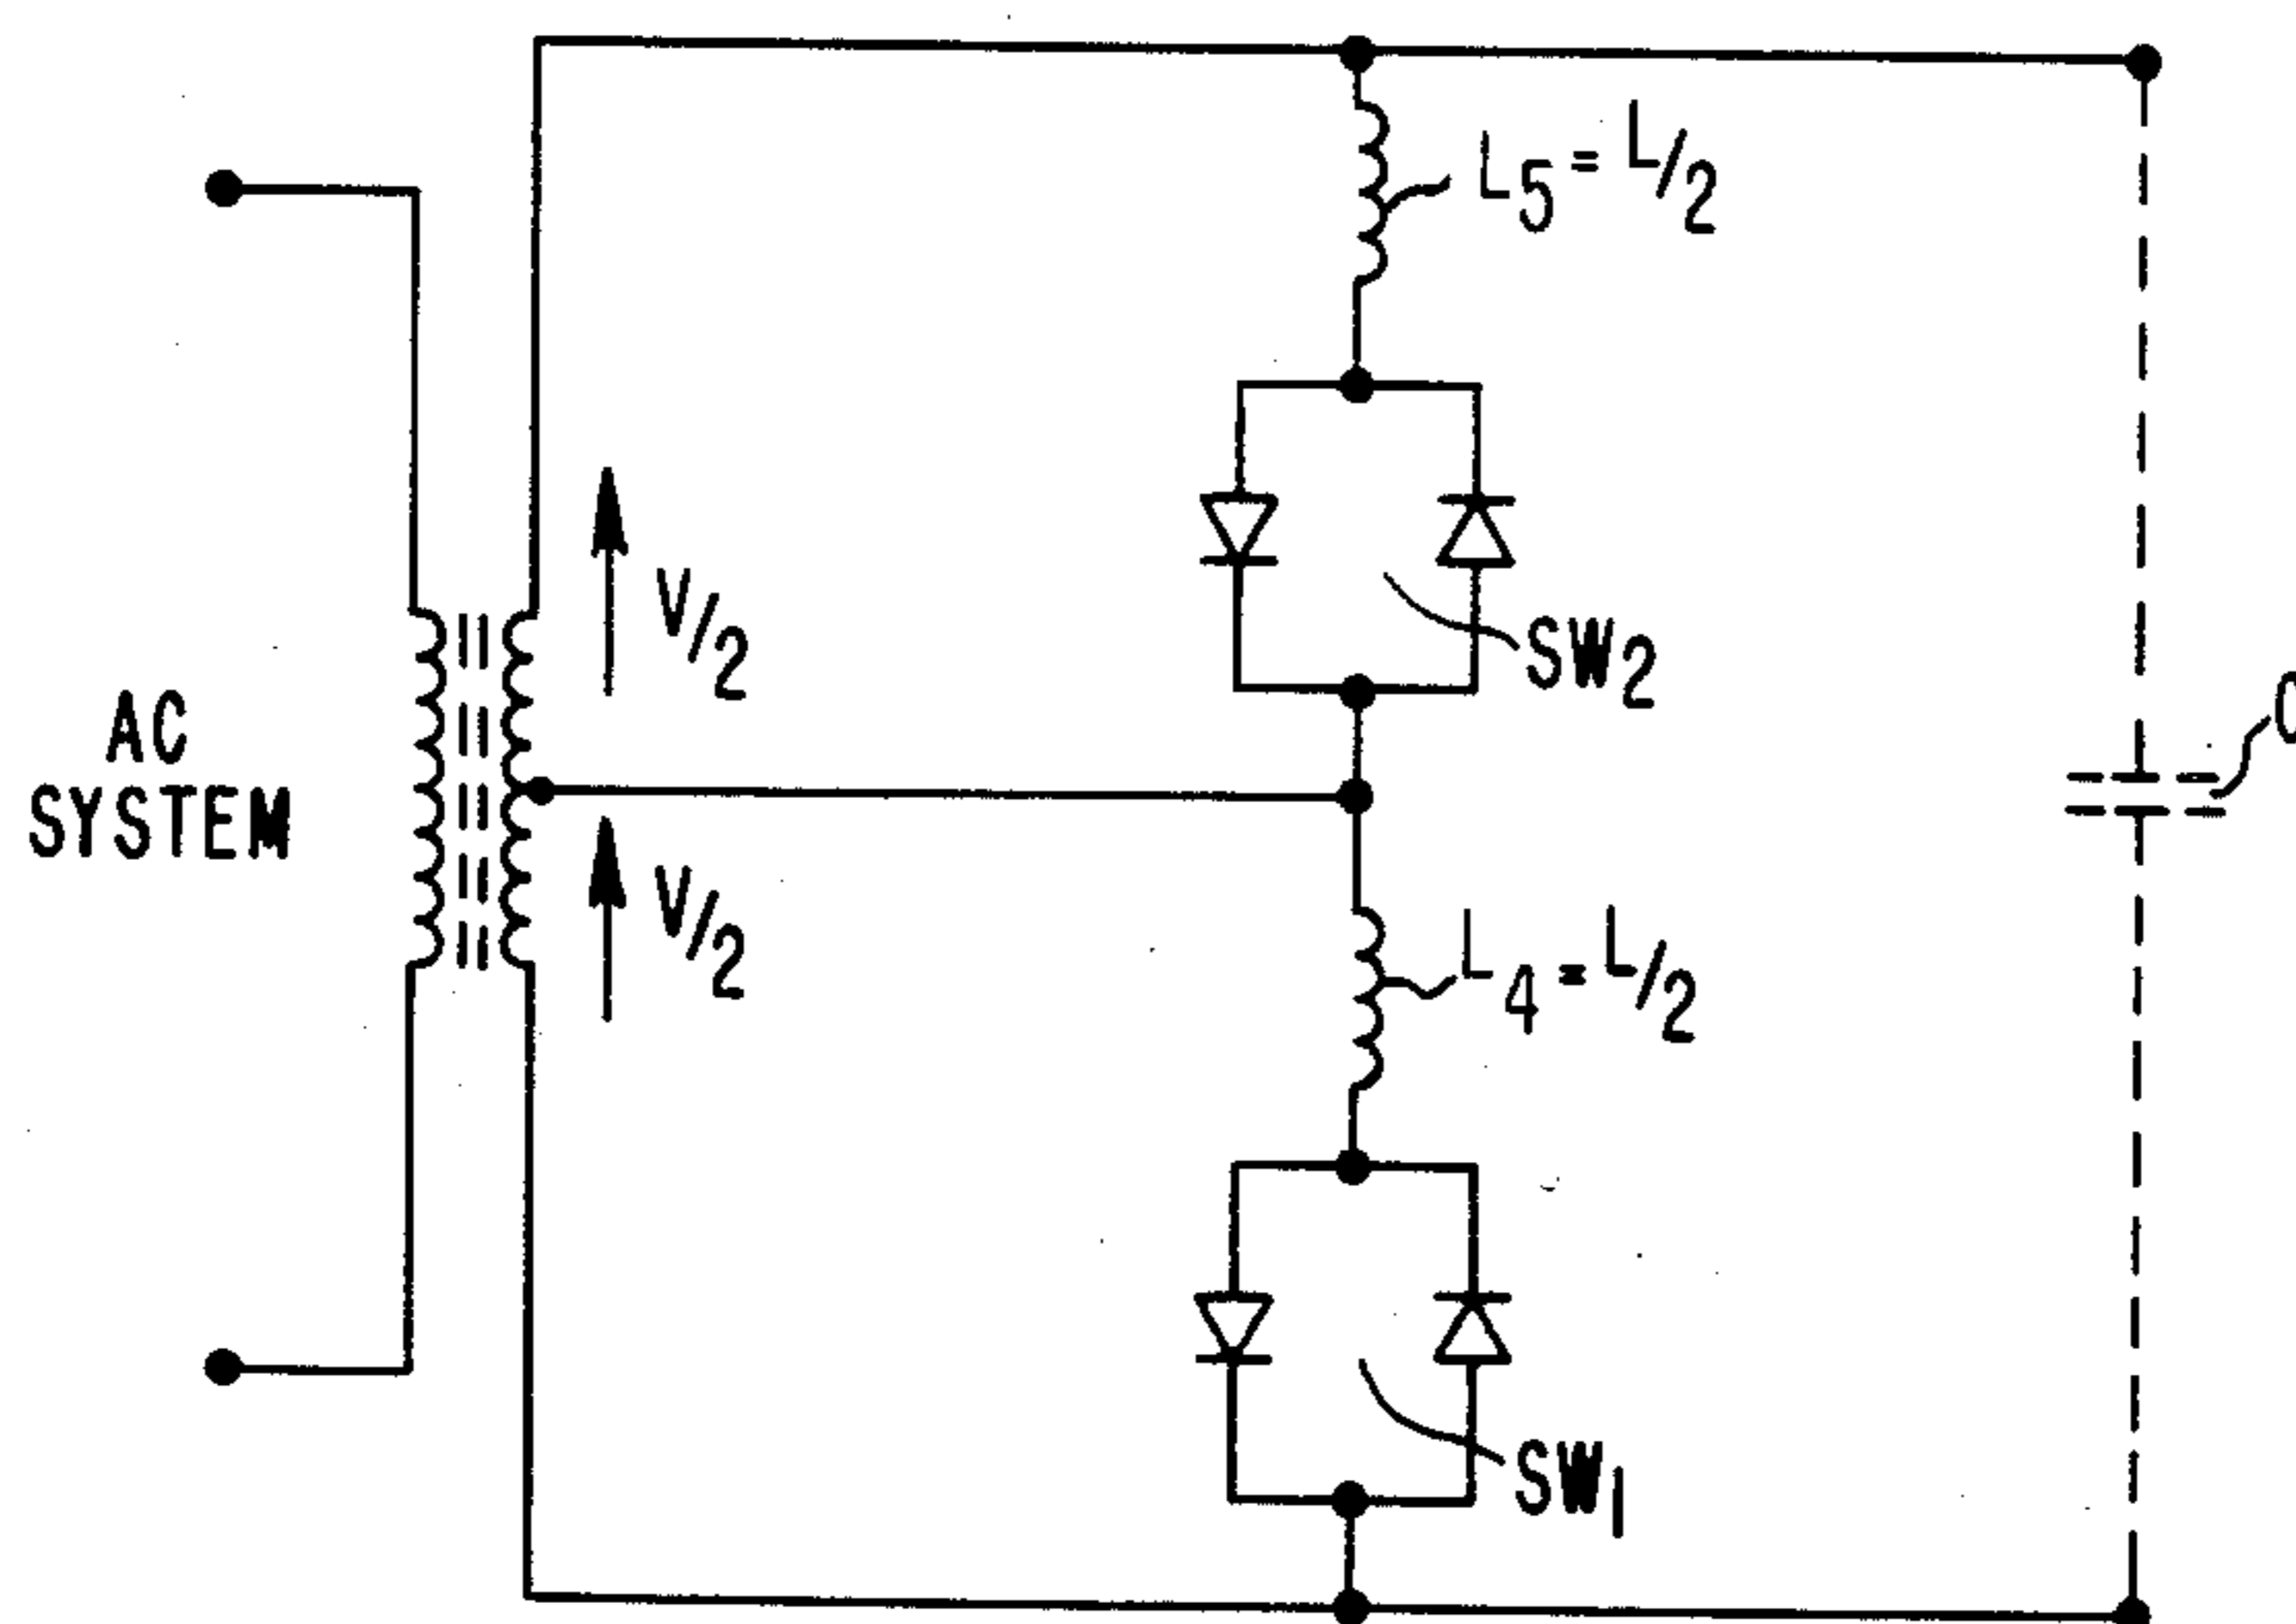 L5 = L/2
V/2
SW2
AC
SYSTEM
V/2
L4 = L/2
SW1